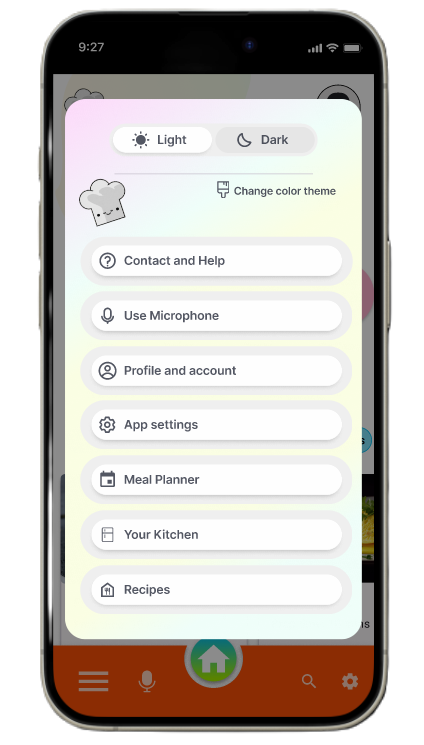 9:27
Light
Dark
Change color theme
Contact and Help
Use Microphone
Profile and account
App settings
Meal Planner
Your Kitchen
Recipes